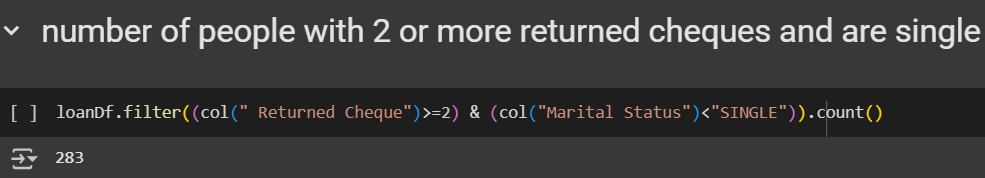 number of people with 2 or more returned cheques and are single
[ ] loanDf.filter((col(" Returned Cheque")>=2) & (col("Marital Status")<"SINGLE")).count()
283